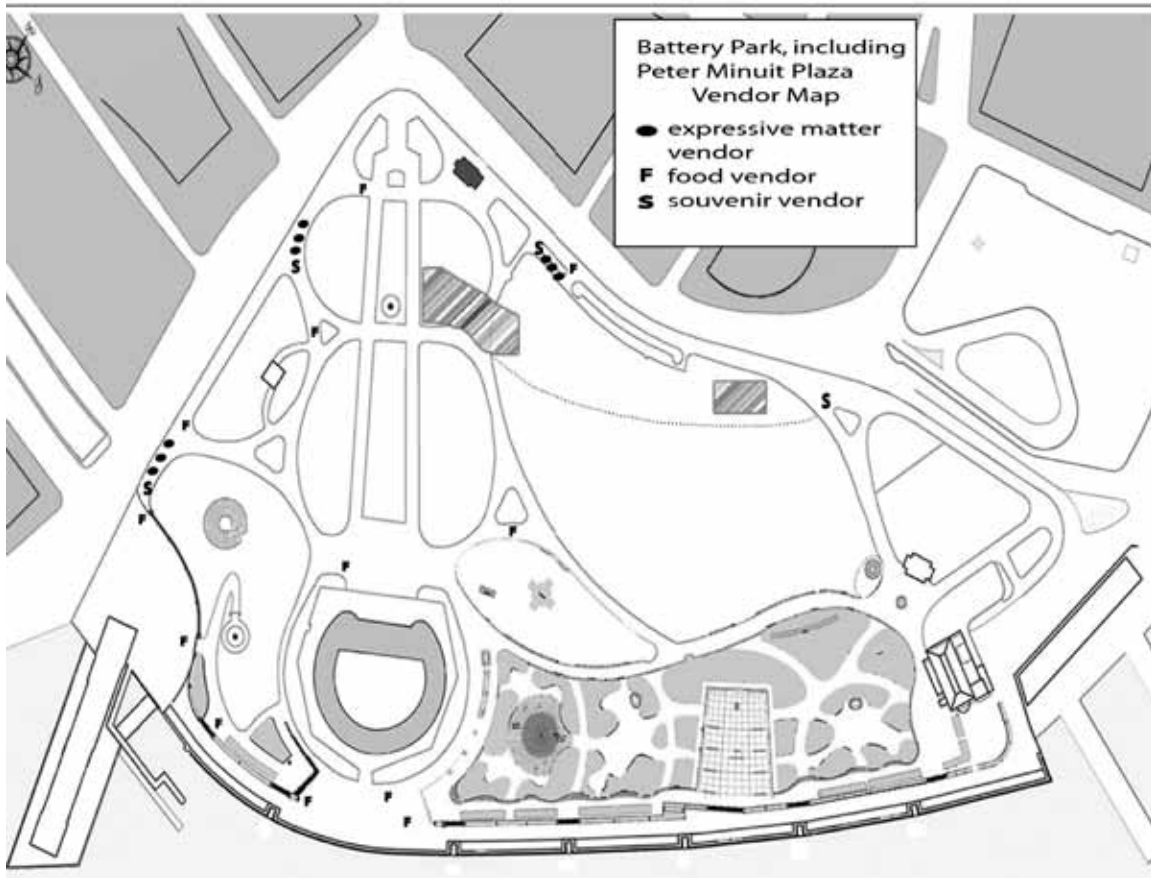 Battery Park, including
Peter Minuit Plaza
Vendor Map
expressive matter
vendor
F food vendor
S souvenir vendor
F
S
S
F
F
S
F
S
F
F
F
F
F
F
F
F